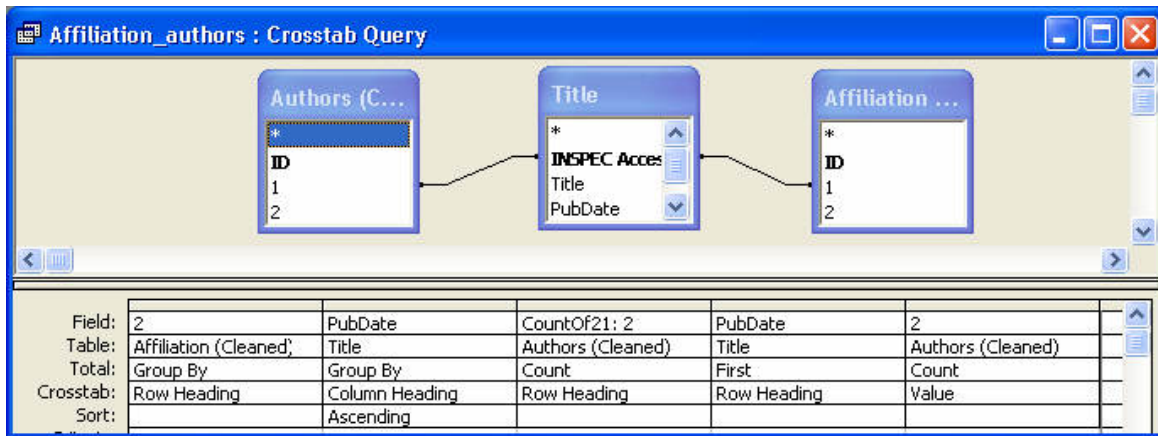 Affiliation_authors : Crosstab Query
Authors (C...
*
ID
1
2
Title
*
INSPEC Acces
Title
PubDate
Affiliation ...
*
ID
1
2
Field: 2 PubDate CountOf21: 2 PubDate 2
Table: Affiliation (Cleaned) Title Authors (Cleaned) Title Authors (Cleaned)
Total: Group By Group By Count First Count
Crosstab: Row Heading Column Heading Row Heading Row Heading Value
Sort: Ascending